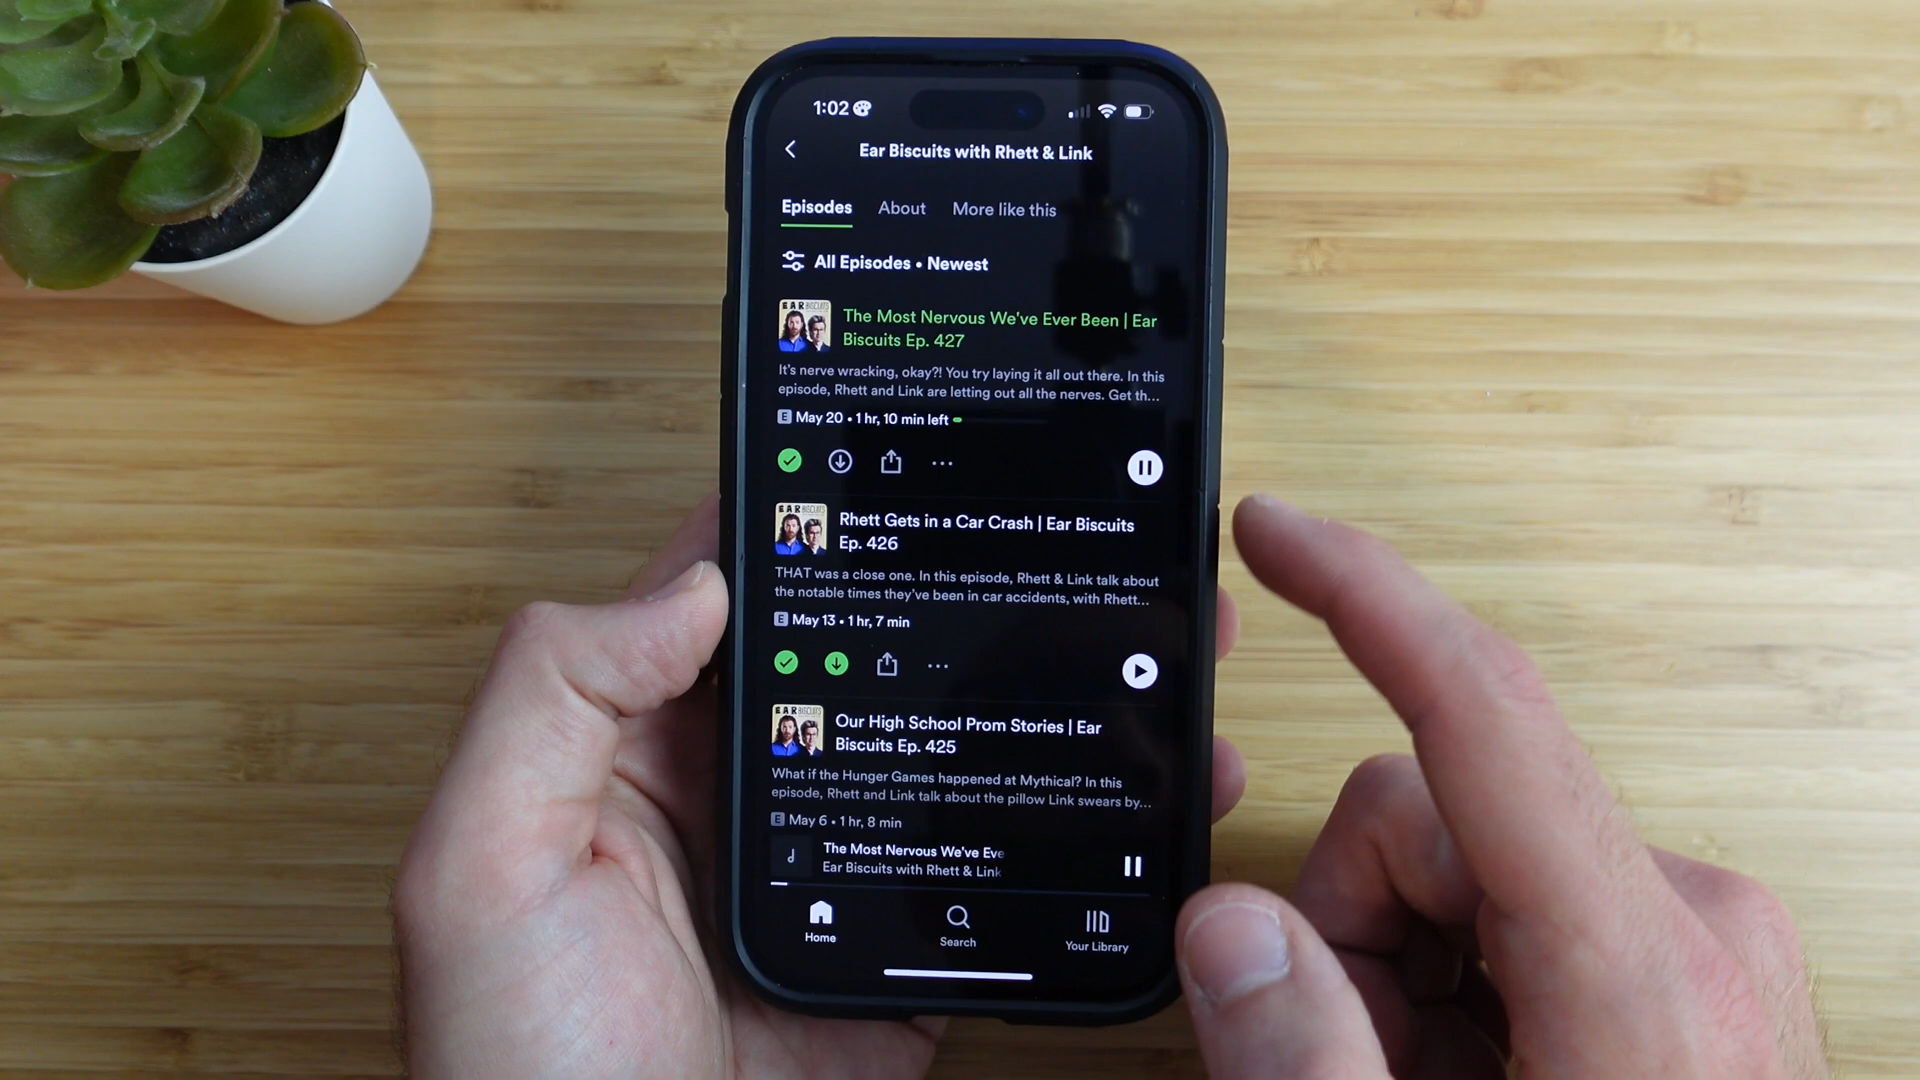 1:02
Ear Biscuits with Rhett & Link
Episodes About More like this
All Episodes • Newest
EAR BISCUITS
The Most Nervous We've Ever Been | Ear
Biscuits Ep. 427
It's nerve wracking, okay?! You try laying it all out there. In this
episode, Rhett and Link are letting out all the nerves. Get th...
E May 20 • 1 hr, 10 min left
EAR BISCUITS
Rhett Gets in a Car Crash | Ear Biscuits
Ep. 426
THAT was a close one. In this episode, Rhett & Link talk about
the notable times they've been in car accidents, with Rhett...
E May 13 • 1 hr, 7 min
EAR BISCUITS
Our High School Prom Stories | Ear
Biscuits Ep. 425
What if the Hunger Games happened at Mythical? In this
episode, Rhett and Link talk about the pillow Link swears by...
E May 6 • 1 hr, 8 min
The Most Nervous We've Eve
Ear Biscuits with Rhett & Link
Home Search Your Library